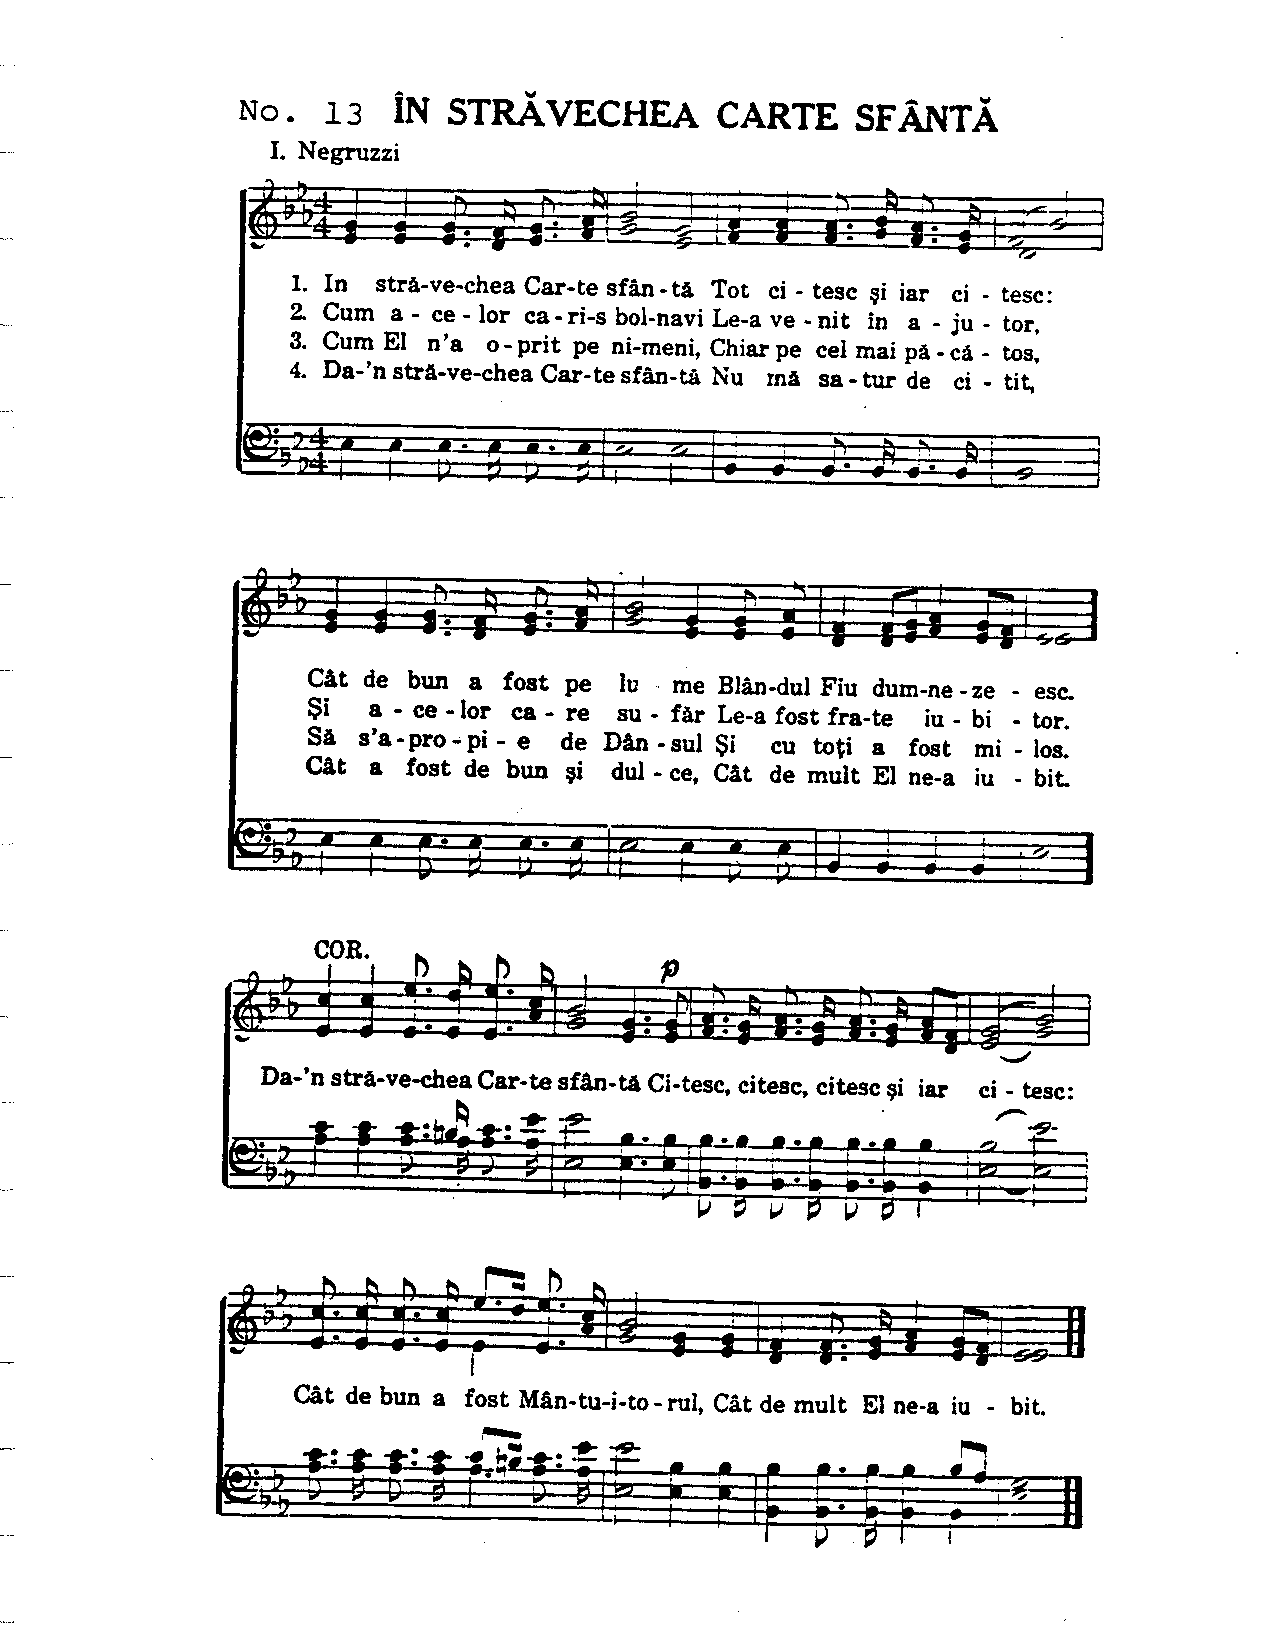 No. 13 ÎN STRĂVECHEA CARTE SFÂNTĂ
I. Negruzzi
1. In stră-ve-chea Car-te sfân-tă Tot ci - tesc şi iar ci - tesc:
2. Cum a - ce - lor ca - ri-s bol-navi Le-a ve - nit în a - ju - tor,
3. Cum El n'a o - prit pe ni-meni, Chiar pe cel mai pă - că - tos,
4. Da-'n stră-ve-chea Car-te sfân-tă Nu mă sa - tur de ci - tit,
Cât de bun a fost pe lu - me Blân-dul Fiu dum-ne-ze - esc.
Şi a - ce - lor ca - re su - făr Le-a fost fra-te iu - bi - tor.
Să s'a-pro-pi - e de Dân-sul Şi cu toţi a fost mi - los.
Cât a fost de bun şi dul - ce, Cât de mult El ne-a iu - bit.
COR.
p
Da-'n stră-ve-chea Car-te sfân-tă Ci-tesc, citesc, citesc şi iar ci - tesc:
Cât de bun a fost Mân-tu-i-to-rul, Cât de mult El ne-a iu - bit.